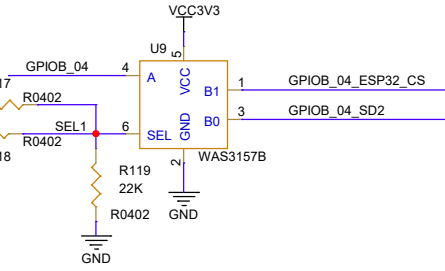 VCC3V3
U9
GPIOB_04
4
A
VCC
5
B1
1
GPIOB_04_ESP32_CS
17
R0402
SEL1
6
SEL
GND
B0
3
GPIOB_04_SD2
R0402
18
2
WAS3157B
R119
22K
R0402
GND
GND